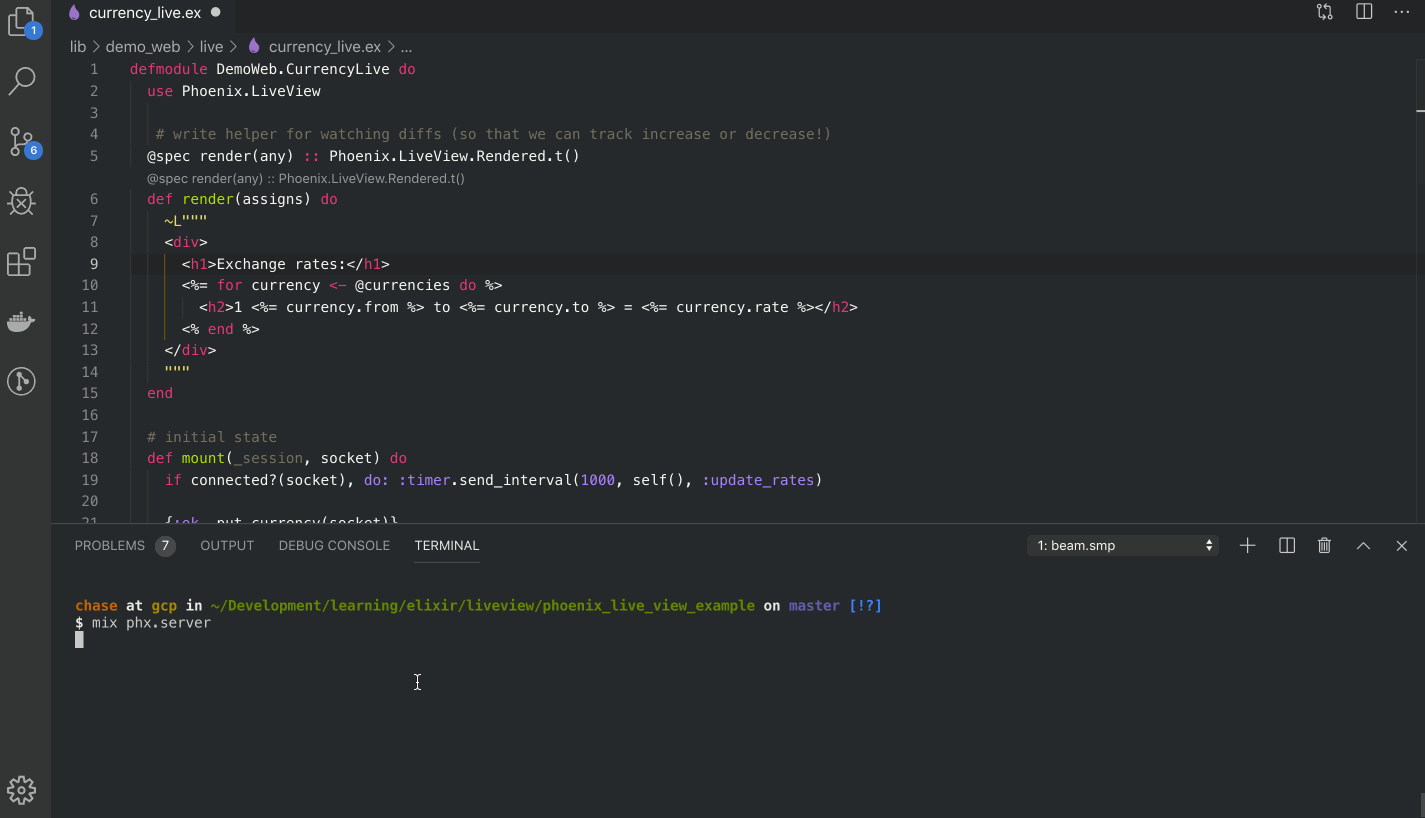 currency_live.ex
1
lib > demo_web > live > currency_live.ex > ...
1 defmodule DemoWeb.CurrencyLive do
2 use Phoenix.LiveView
3
4 # write helper for watching diffs (so that we can track increase or decrease!)
5 @spec render(any) :: Phoenix.LiveView.Rendered.t()
@spec render(any) :: Phoenix.LiveView.Rendered.t()
6 def render(assigns) do
7 ~L"""
8 <div>
9 <h1>Exchange rates:</h1>
10 <%= for currency <- @currencies do %>
11 <h2>1 <%= currency.from %> to <%= currency.to %> = <%= currency.rate %></h2>
12 <% end %>
13 </div>
14 """
15 end
16
17 # initial state
18 def mount(_session, socket) do
19 if connected?(socket), do: :timer.send_interval(1000, self(), :update_rates)
20
21 {:ok, put_currency(socket)}
6
PROBLEMS 7 OUTPUT DEBUG CONSOLE TERMINAL 1: beam.smp
chase at gcp in ~/Development/learning/elixir/liveview/phoenix_live_view_example on master [!?]
$ mix phx.server